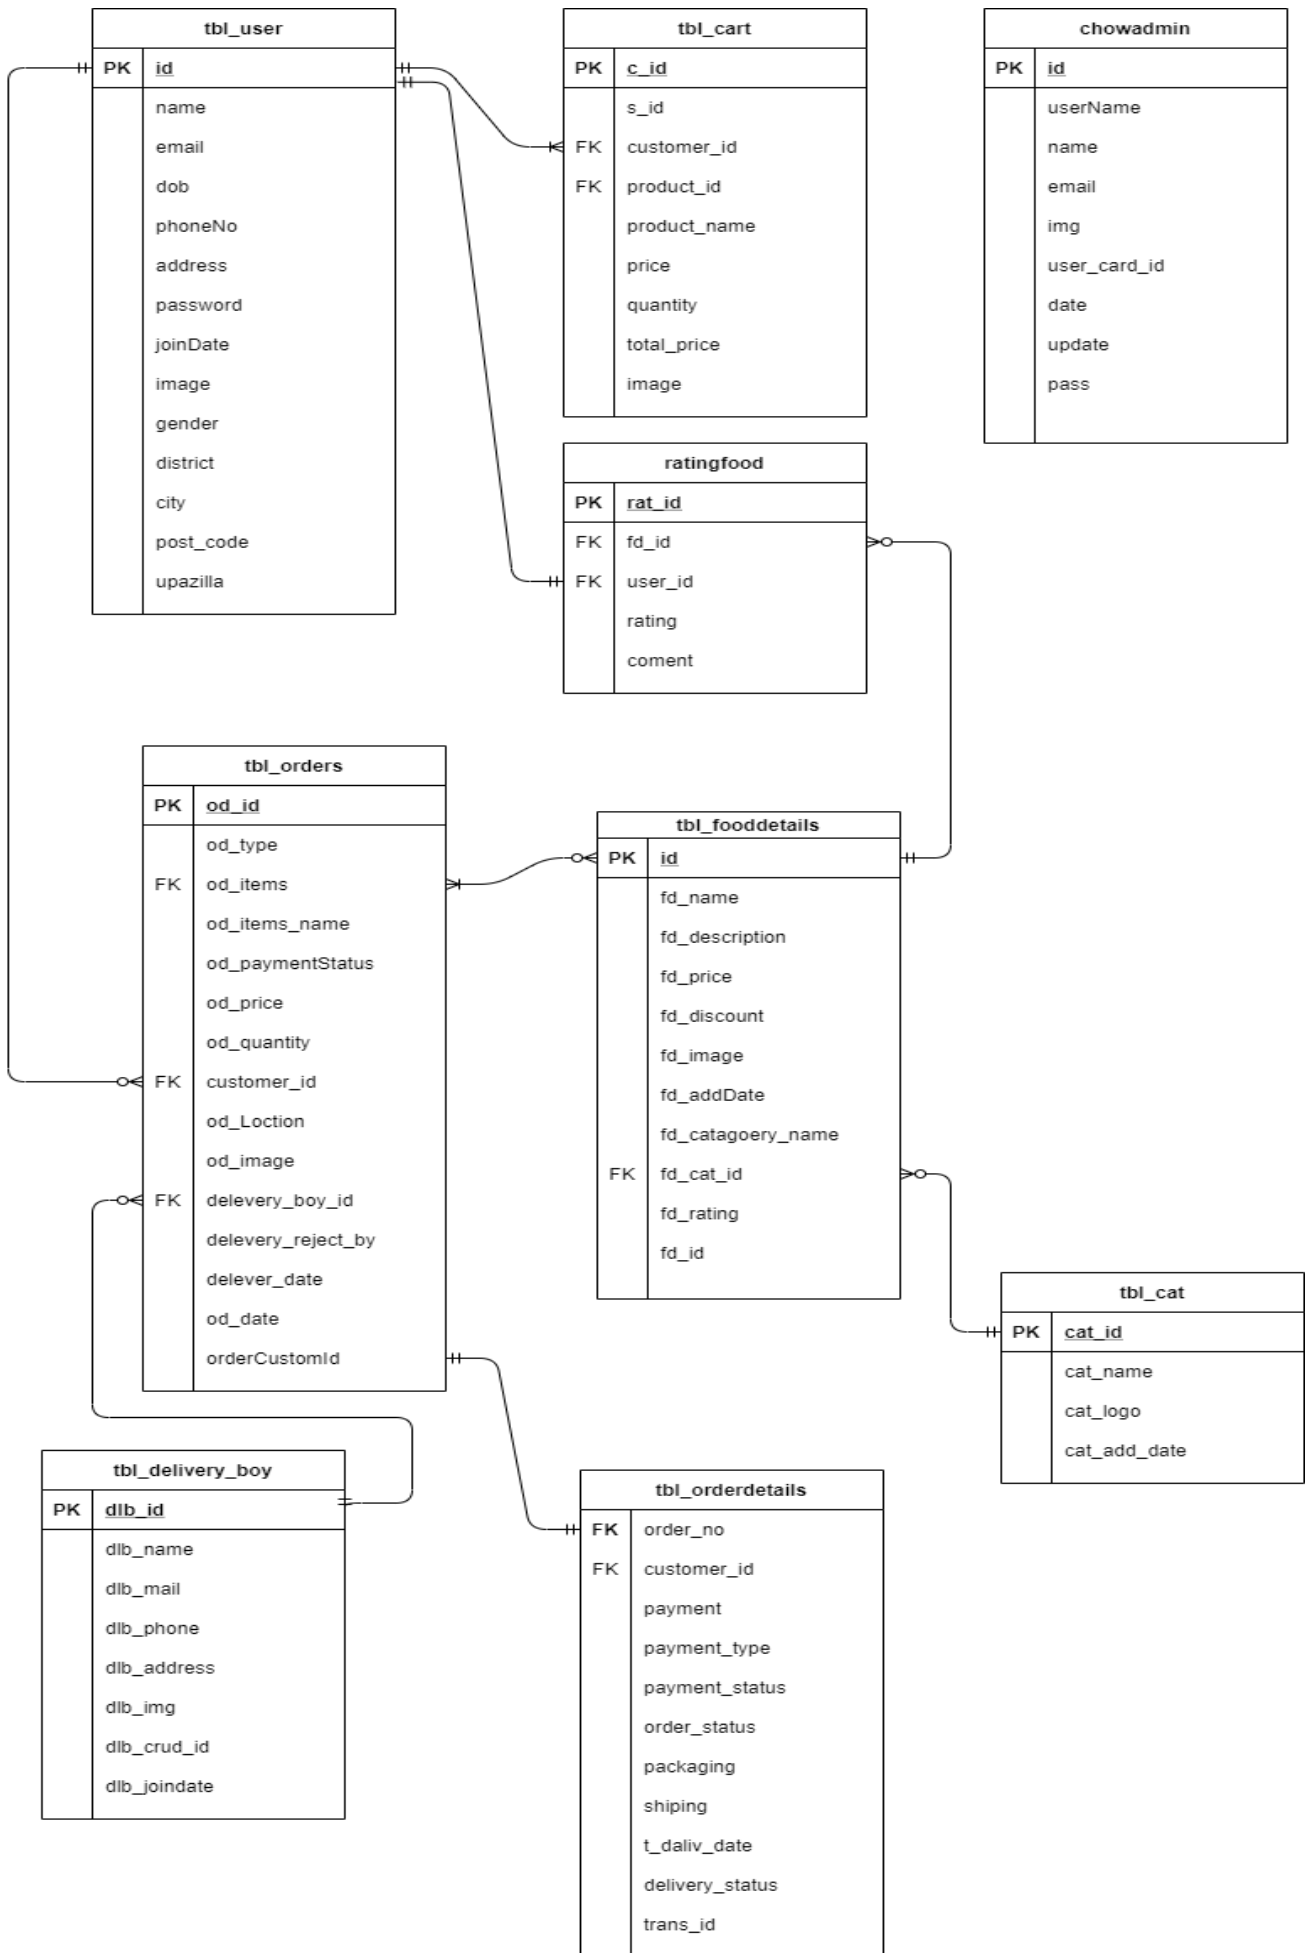 tbl_user
PK id
name
email
dob
phoneNo
address
password
joinDate
image
gender
district
city
post_code
upazilla
tbl_cart
PK c_id
s_id
FK customer_id
FK product_id
product_name
price
quantity
total_price
image
chowadmin
PK id
userName
name
email
img
user_card_id
date
update
pass
ratingfood
PK rat_id
FK fd_id
FK user_id
rating
coment
tbl_orders
PK od_id
od_type
FK od_items
od_items_name
od_paymentStatus
od_price
od_quantity
FK customer_id
od_Loction
od_image
FK delevery_boy_id
delevery_reject_by
delever_date
od_date
orderCustomId
tbl_fooddetails
PK id
fd_name
fd_description
fd_price
fd_discount
fd_image
fd_addDate
fd_catagoery_name
FK fd_cat_id
fd_rating
fd_id
tbl_cat
PK cat_id
cat_name
cat_logo
cat_add_date
tbl_delivery_boy
PK dlb_id
dlb_name
dlb_mail
dlb_phone
dlb_address
dlb_img
dlb_crud_id
dlb_joindate
tbl_orderdetails
FK order_no
FK customer_id
payment
payment_type
payment_status
order_status
packaging
shiping
t_daliv_date
delivery_status
trans_id